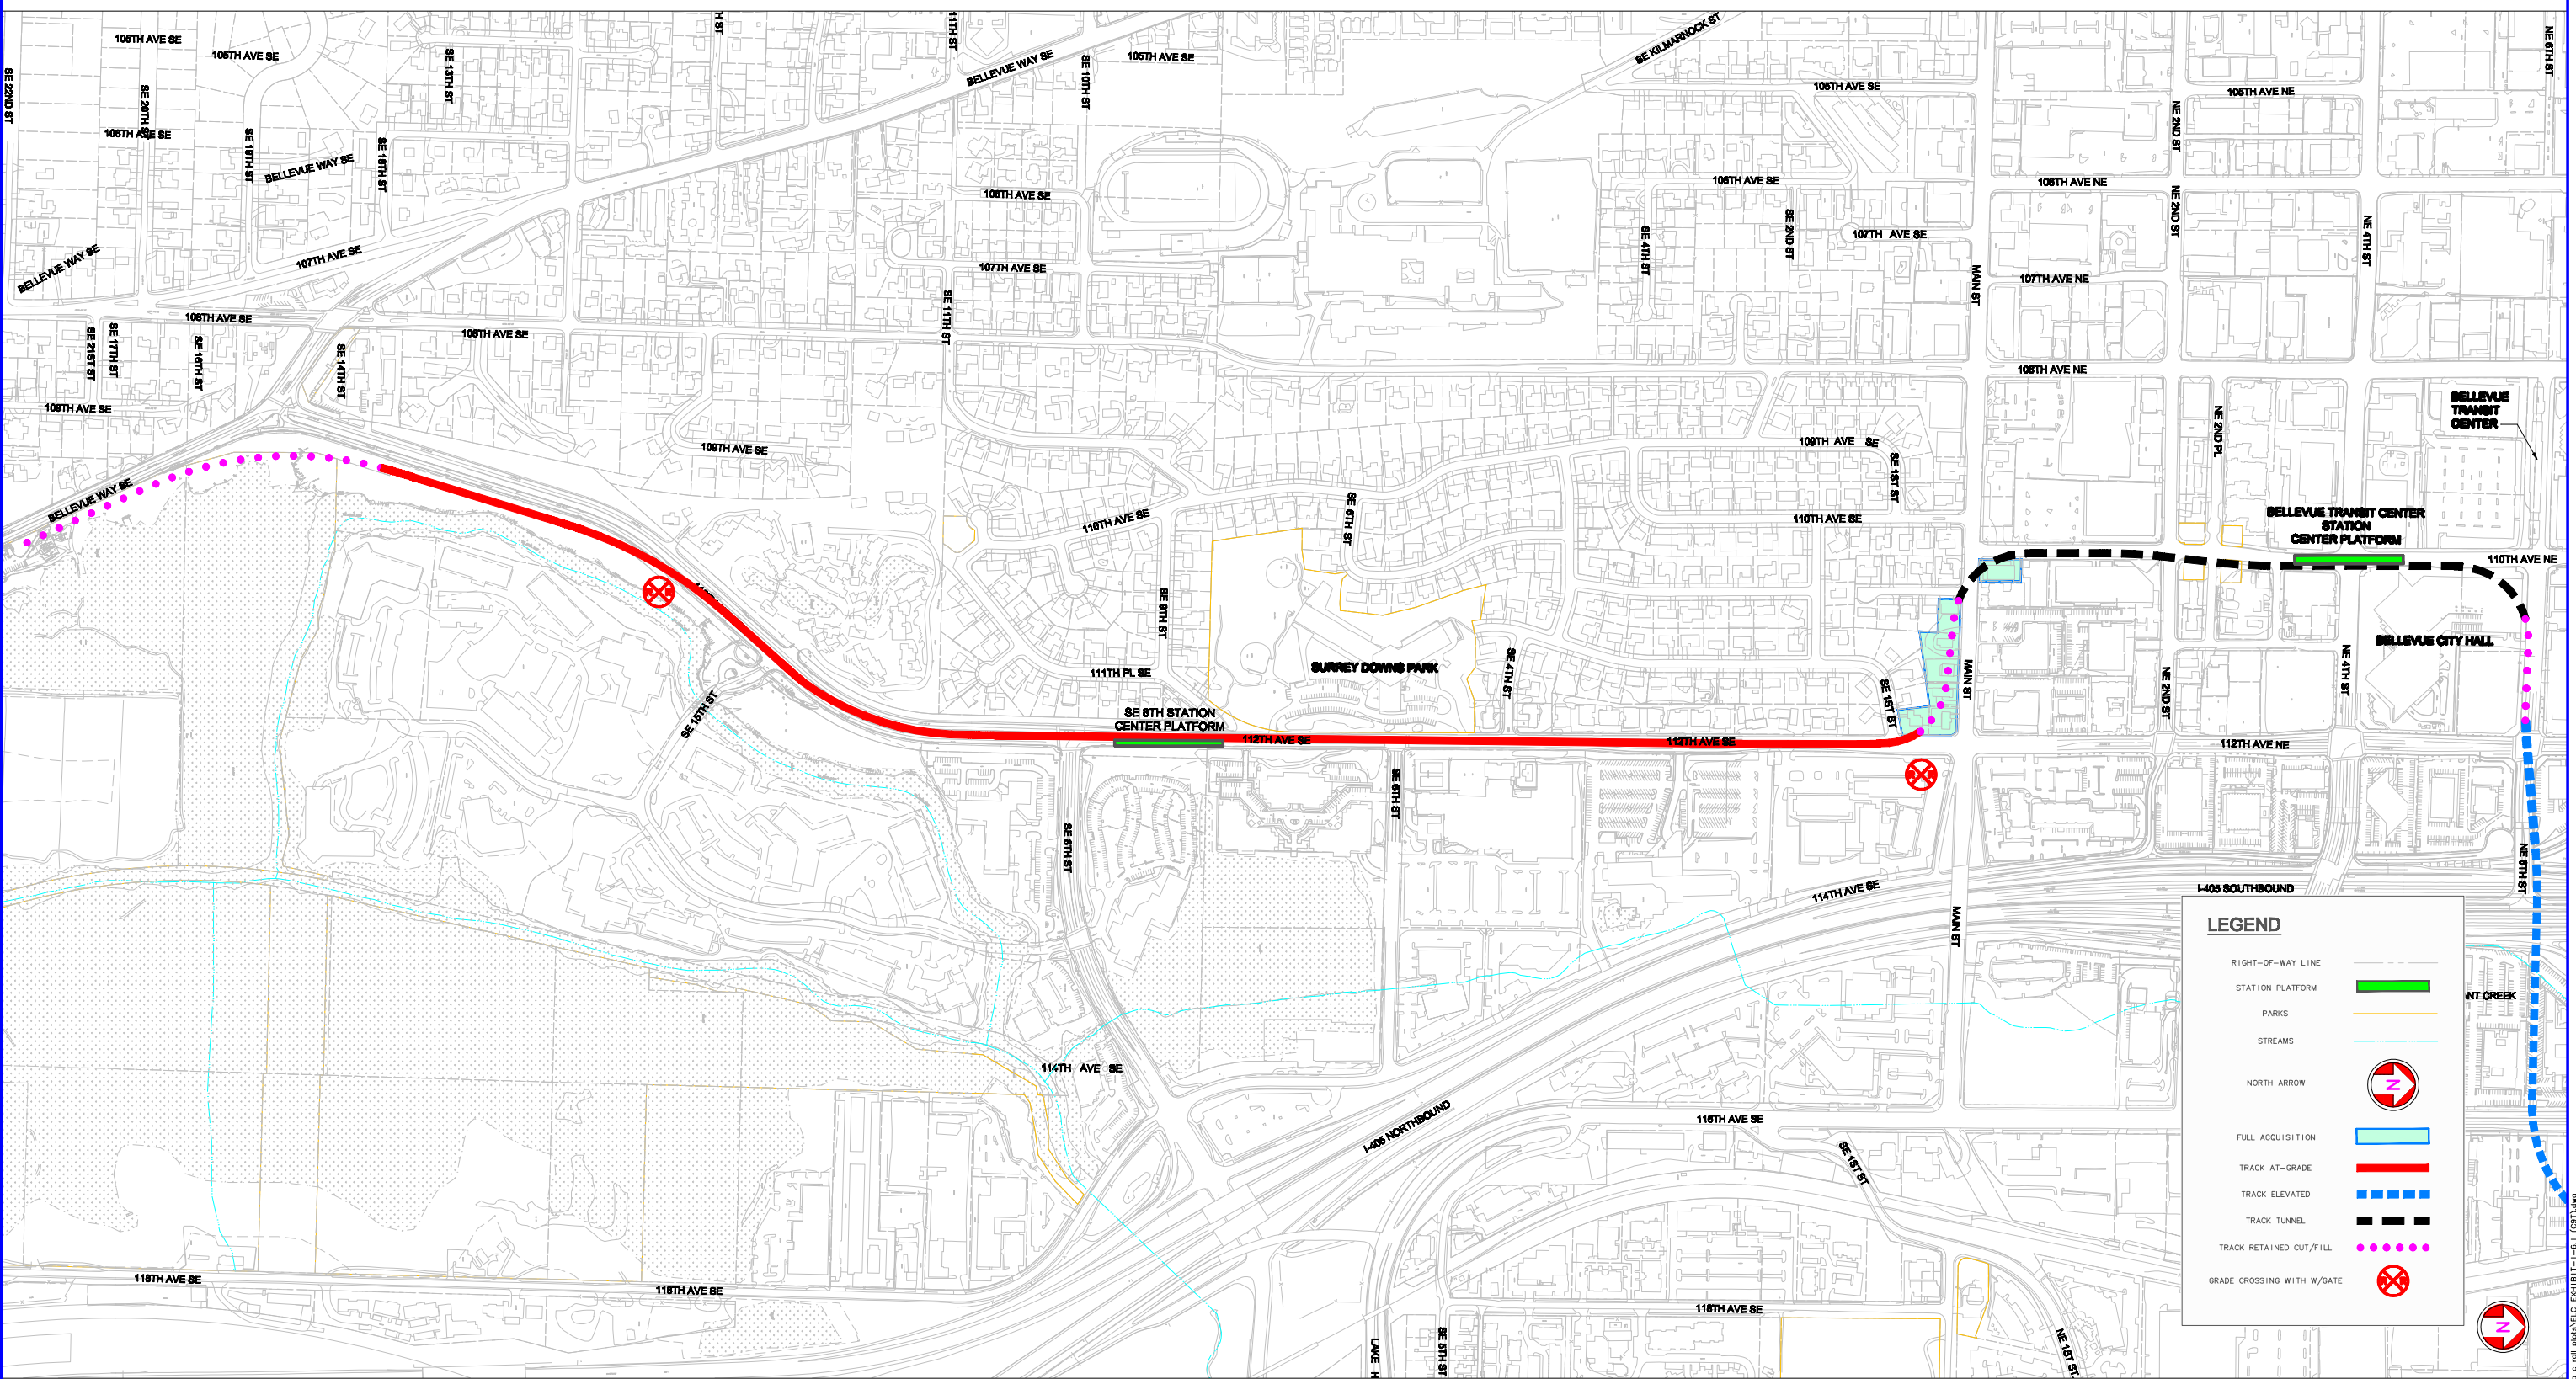 105TH AVE SE
105TH AVE SE
SE 22ND ST
SE 20TH ST
106TH AVE SE
SE 19TH ST
BELLEVUE WAY SE
SE 16TH ST
SE 13TH ST
H ST
11TH ST
BELLEVUE WAY SE
SE 10TH ST
105TH AVE SE
SE KILMARNOCK ST
105TH AVE SE
NE 2ND ST
105TH AVE NE
NE 6TH ST
BELLEVUE WAY SE
107TH AVE SE
106TH AVE SE
107TH AVE SE
106TH AVE SE
SE 2ND ST
SE 4TH ST
107TH AVE SE
106TH AVE NE
NE 2ND ST
NE 4TH ST
MAIN ST
107TH AVE NE
108TH AVE SE
108TH AVE SE
SE 11TH ST
SE 21ST ST
SE 17TH ST
SE 16TH ST
SE 14TH ST
109TH AVE SE
109TH AVE SE
108TH AVE NE
NE 2ND PL
BELLEVUE
TRANSIT
CENTER
109TH AVE SE
SE 1ST ST
BELLEVUE WAY SE
110TH AVE SE
SE 6TH ST
110TH AVE SE
BELLEVUE TRANSIT CENTER
STATION
CENTER PLATFORM
110TH AVE NE
SE 9TH ST
111TH PL SE
SURREY DOWNS PARK
SE 4TH ST
SE 1ST ST
MAIN ST
NE 2ND ST
NE 4TH ST
BELLEVUE CITY HALL
SE 15TH ST
SE 8TH STATION
CENTER PLATFORM
112TH AVE SE
112TH AVE SE
112TH AVE NE
SE 8TH ST
SE 6TH ST
114TH AVE SE
MAIN ST
I-405 SOUTHBOUND
NE 6TH ST
114TH AVE SE
I-405 NORTHBOUND
116TH AVE SE
SE 1ST ST
118TH AVE SE
118TH AVE SE
118TH AVE SE
LAKE H
SE 5TH ST
NE 1ST ST
LEGEND
RIGHT-OF-WAY LINE
STATION PLATFORM
NT CREEK
PARKS
STREAMS
NORTH ARROW
N
FULL ACQUISITION
TRACK AT-GRADE
TRACK ELEVATED
TRACK TUNNEL
TRACK RETAINED CUT/FILL
GRADE CROSSING WITH W/GATE
N